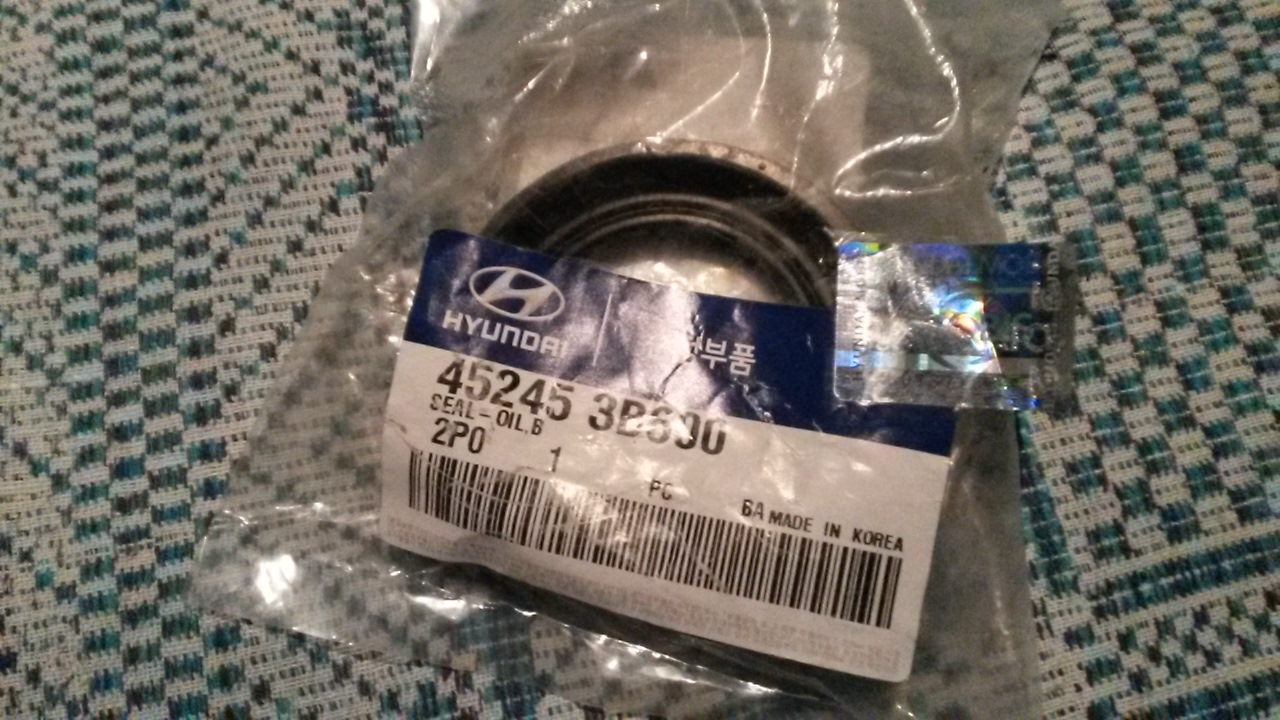 HYUNDAI
부품
45245 3B600
SEAL-OIL,B
2P0 1 PC
6A MADE IN KOREA